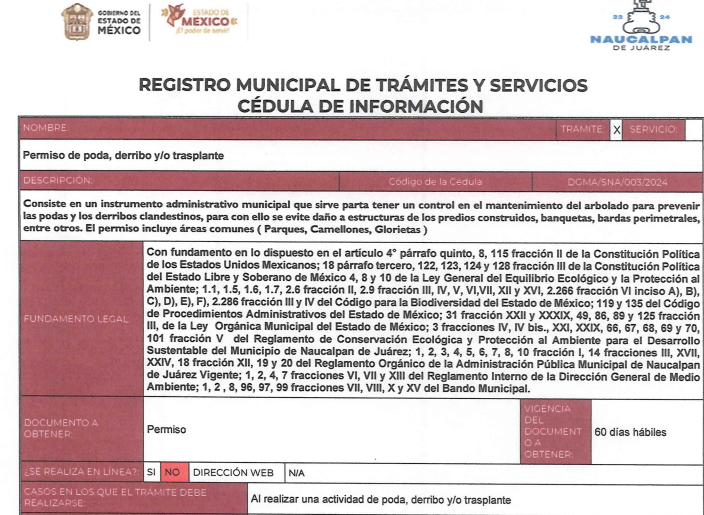 GOBIERNO DEL
ESTADO DE
MÉXICO
ESTADO DE
MÉXICO
¡El poder de servir!
22 24
NAUCALPAN
DE JUÁREZ
REGISTRO MUNICIPAL DE TRÁMITES Y SERVICIOS
CÉDULA DE INFORMACIÓN
NOMBRE: TRÁMITE: X SERVICIO:
Permiso de poda, derribo y/o trasplante
DESCRIPCIÓN: Código de la Cédula DGMA/SNA/003/2024
Consiste en un instrumento administrativo municipal que sirve parta tener un control en el mantenimiento del arbolado para prevenir
las podas y los derribos clandestinos, para con ello se evite daño a estructuras de los predios construidos, banquetas, bardas perimetrales,
entre otros. El permiso incluye áreas comunes ( Parques, Camellones, Glorietas )
FUNDAMENTO LEGAL:
Con fundamento en lo dispuesto en el artículo 4° párrafo quinto, 8, 115 fracción II de la Constitución Política
de los Estados Unidos Mexicanos; 18 párrafo tercero, 122, 123, 124 y 128 fracción III de la Constitución Política
del Estado Libre y Soberano de México 4, 8 y 10 de la Ley General del Equilibrio Ecológico y la Protección al
Ambiente; 1.1, 1.5, 1.6, 1.7, 2.6 fracción II, 2.9 fracción III, IV, V, VI,VII, XII y XVI, 2.266 fracción VI inciso A), B),
C), D), E), F), 2.286 fracción III y IV del Código para la Biodiversidad del Estado de México; 119 y 135 del Código
de Procedimientos Administrativos del Estado de México; 31 fracción XXII y XXXIX, 49, 86, 89 y 125 fracción
III, de la Ley Orgánica Municipal del Estado de México; 3 fracciones IV, IV bis., XXI, XXIX, 66, 67, 68, 69 y 70,
101 fracción V del Reglamento de Conservación Ecológica y Protección al Ambiente para el Desarrollo
Sustentable del Municipio de Naucalpan de Juárez; 1, 2, 3, 4, 5, 6, 7, 8, 10 fracción I, 14 fracciones III, XVII,
XXIV, 18 fracción XII, 19 y 20 del Reglamento Orgánico de la Administración Pública Municipal de Naucalpan
de Juárez Vigente; 1, 2, 4, 7 fracciones VI, VII y XIII del Reglamento Interno de la Dirección General de Medio
Ambiente; 1, 2 , 8, 96, 97, 99 fracciones VII, VIII, X y XV del Bando Municipal.
DOCUMENTO A
OBTENER:
Permiso
VIGENCIA
DEL
DOCUMENT
O A
OBTENER:
60 días hábiles
¿SE REALIZA EN LÍNEA?: SI NO DIRECCIÓN WEB N/A
CASOS EN LOS QUE EL TRÁMITE DEBE
REALIZARSE:
Al realizar una actividad de poda, derribo y/o trasplante